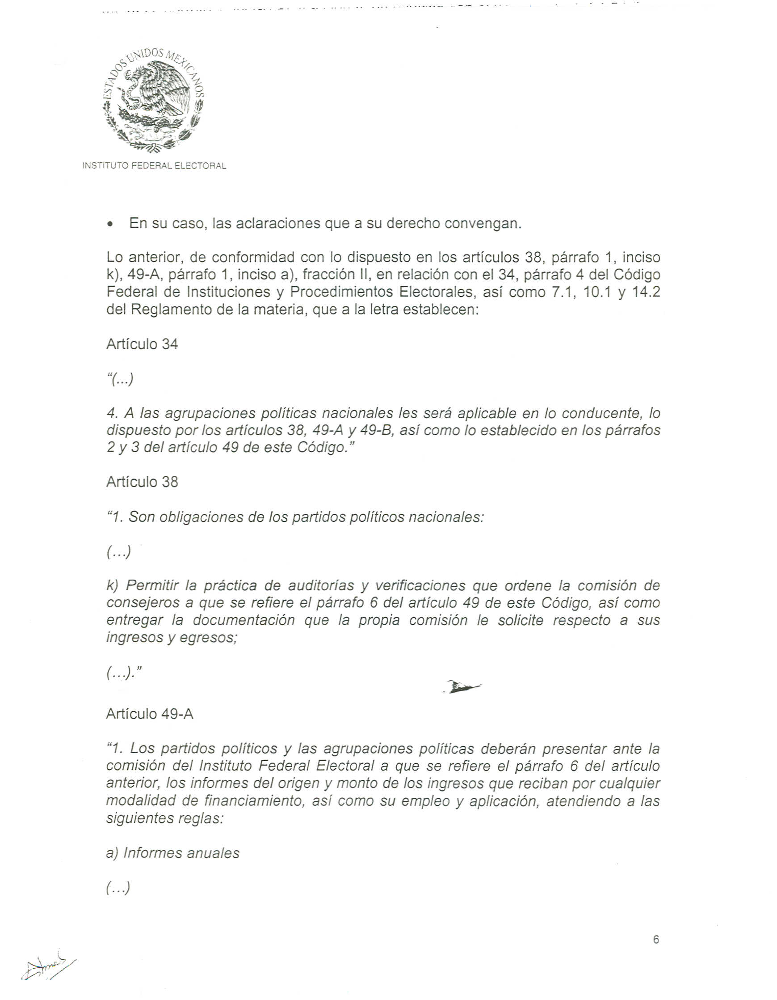 ESTADOS UNIDOS MEXICANOS
INSTITUTO FEDERAL ELECTORAL
• En su caso, las aclaraciones que a su derecho convengan.
Lo anterior, de conformidad con lo dispuesto en los artículos 38, párrafo 1, inciso
k), 49-A, párrafo 1, inciso a), fracción II, en relación con el 34, párrafo 4 del Código
Federal de Instituciones y Procedimientos Electorales, así como 7.1, 10.1 y 14.2
del Reglamento de la materia, que a la letra establecen:
Artículo 34
“(...)
4. A las agrupaciones políticas nacionales les será aplicable en lo conducente, lo
dispuesto por los artículos 38, 49-A y 49-B, así como lo establecido en los párrafos
2 y 3 del artículo 49 de este Código.”
Artículo 38
“1. Son obligaciones de los partidos políticos nacionales:
(...)
k) Permitir la práctica de auditorías y verificaciones que ordene la comisión de
consejeros a que se refiere el párrafo 6 del artículo 49 de este Código, así como
entregar la documentación que la propia comisión le solicite respecto a sus
ingresos y egresos;
(...).”
Artículo 49-A
“1. Los partidos políticos y las agrupaciones políticas deberán presentar ante la
comisión del Instituto Federal Electoral a que se refiere el párrafo 6 del artículo
anterior, los informes del origen y monto de los ingresos que reciban por cualquier
modalidad de financiamiento, así como su empleo y aplicación, atendiendo a las
siguientes reglas:
a) Informes anuales
(...)
6